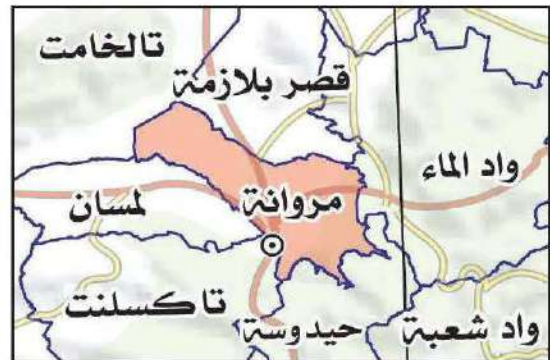 تالخامت
قصر بلازمة
واد الماء
مروانة
لمسان
تاكسلنت
حيدوسة
واد شعبة